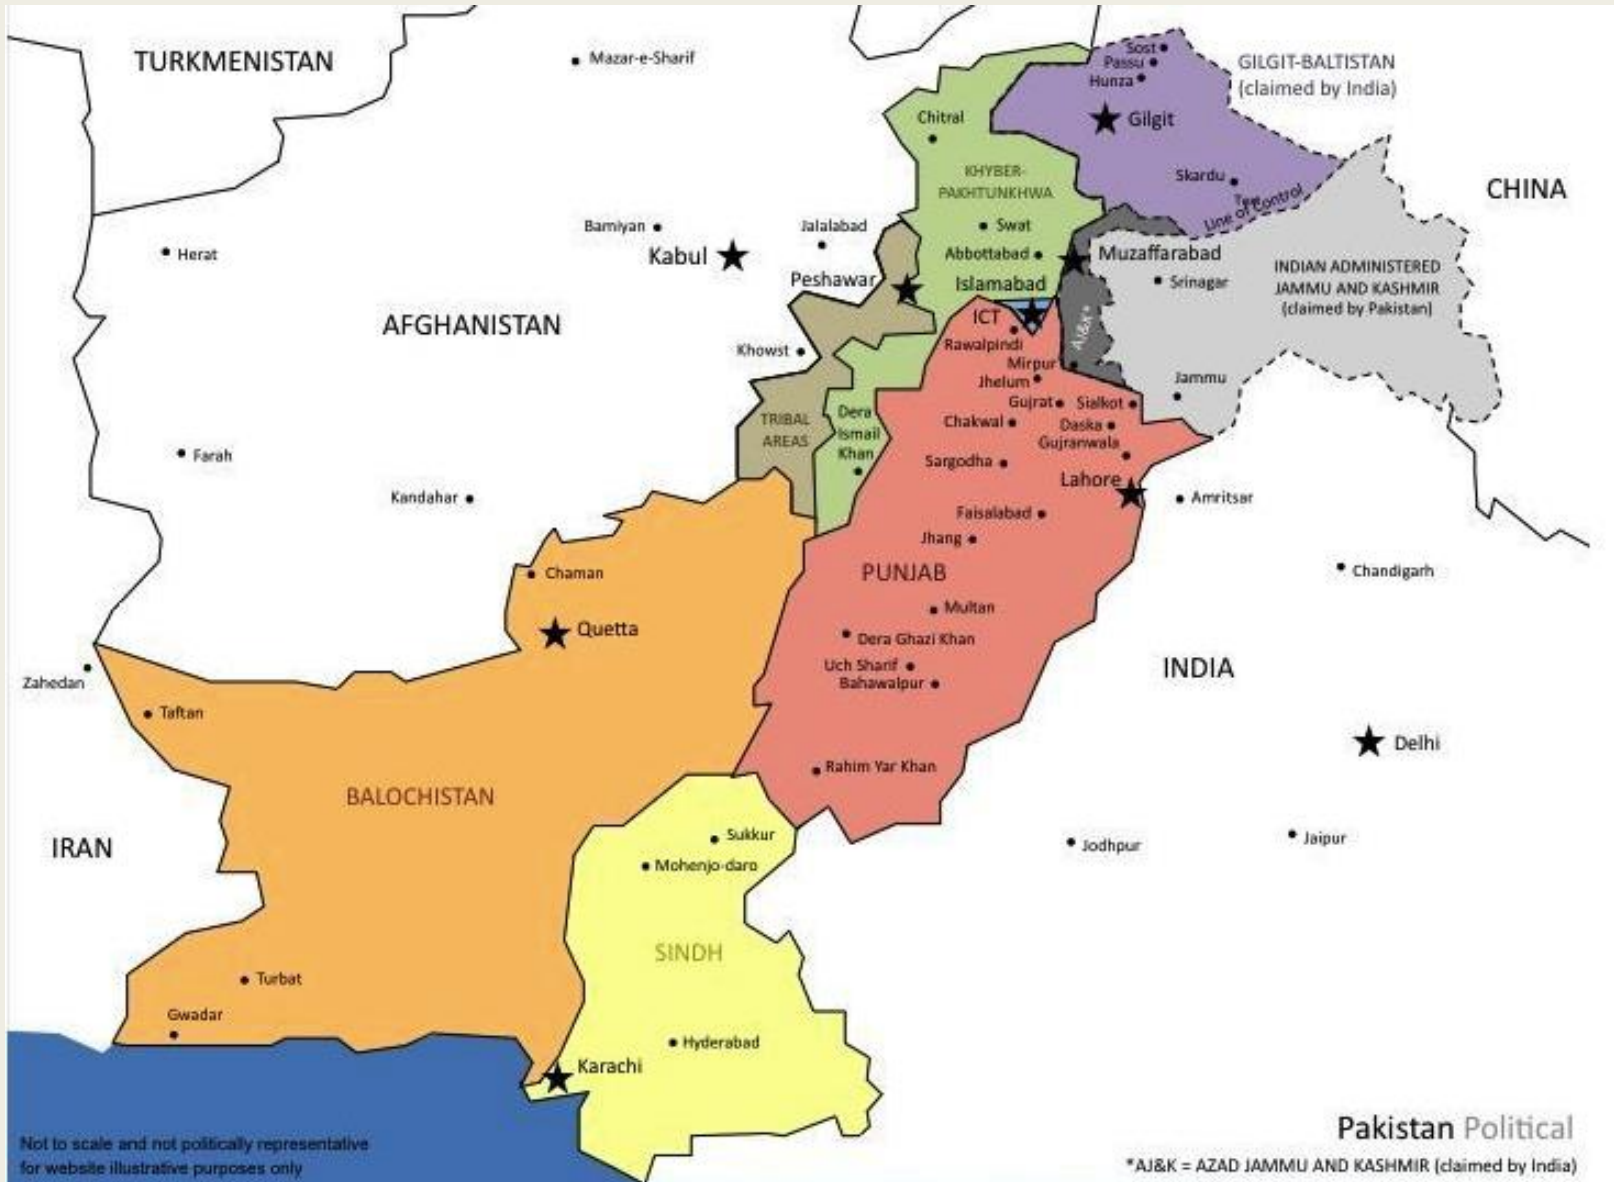 TURKMENISTAN
Mazar-e-Sharif
Sost
Passu
Hunza
GILGIT-BALTISTAN
(claimed by India)
Chitral
Gilgit
KHYBER-
PAKHTUNKHWA
Skardu
Line of Control
CHINA
Herat
Bamiyan
Kabul
Jalalabad
Swat
Abbottabad
Muzaffarabad
Peshawar
Islamabad
Srinagar
INDIAN ADMINISTERED
JAMMU AND KASHMIR
(claimed by Pakistan)
AFGHANISTAN
ICT
AJ&K*
Rawalpindi
Khowst
Mirpur
Jhelum
Jammu
Gujrat
Sialkot
TRIBAL
AREAS
Dera
Ismail
Khan
Chakwal
Daska
Gujranwala
Farah
Sargodha
Lahore
Kandahar
Amritsar
Faisalabad
Jhang
Chaman
PUNJAB
Chandigarh
Multan
Quetta
Dera Ghazi Khan
Uch Sharif
Bahawalpur
INDIA
Zahedan
Taftan
Delhi
Rahim Yar Khan
BALOCHISTAN
IRAN
Sukkur
Mohenjo-daro
Jodhpur
Jaipur
SINDH
Turbat
Gwadar
Hyderabad
Karachi
Not to scale and not politically representative
for website illustrative purposes only
Pakistan Political
*AJ&K = AZAD JAMMU AND KASHMIR (claimed by India)